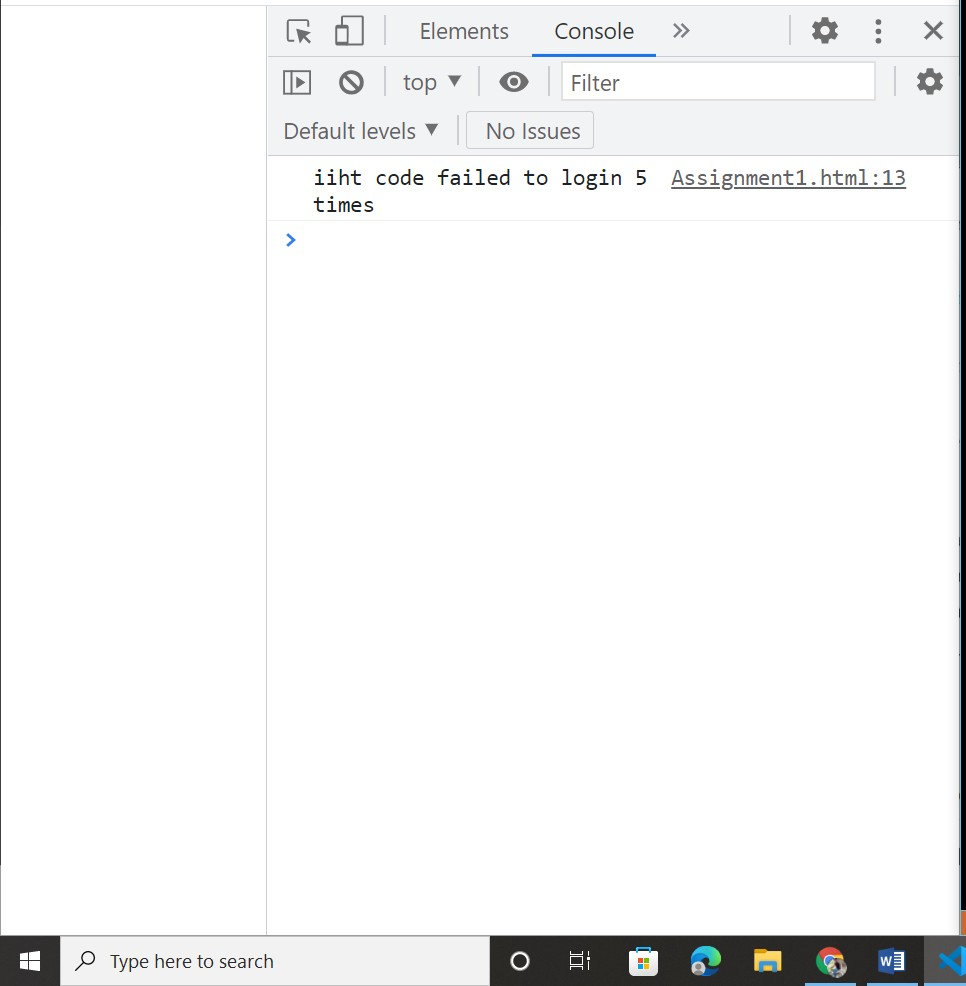 Elements Console
top Filter
Default levels No Issues
iiht code failed to login 5 Assignment1.html:13
times
Type here to search